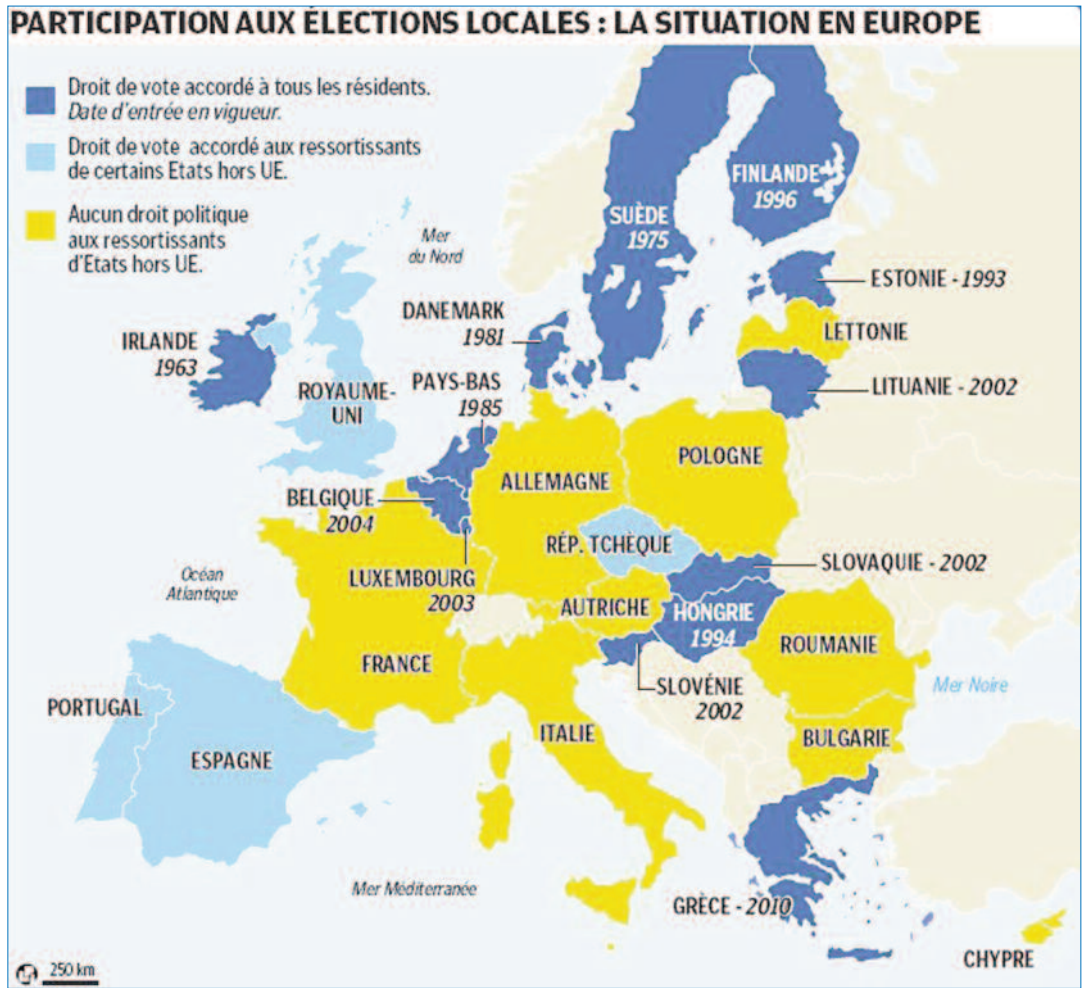 PARTICIPATION AUX ÉLECTIONS LOCALES : LA SITUATION EN EUROPE
Droit de vote accordé à tous les résidents.
Date d'entrée en vigueur.
Droit de vote accordé aux ressortissants
de certains Etats hors UE.
Aucun droit politique
aux ressortissants
d'Etats hors UE.
Mer
du Nord
FINLANDE
1996
SUÈDE
1975
ESTONIE - 1993
LETTONIE
LITUANIE - 2002
DANEMARK
1981
IRLANDE
1963
ROYAUME-
UNI
PAYS-BAS
1985
POLOGNE
ALLEMAGNE
BELGIQUE
2004
RÉP. TCHÈQUE
SLOVAQUIE - 2002
LUXEMBOURG
2003
Océan
Atlantique
AUTRICHE
HONGRIE
1994
ROUMANIE
FRANCE
SLOVÉNIE
2002
Mer Noire
PORTUGAL
ESPAGNE
ITALIE
BULGARIE
Mer Méditerranée
GRÈCE - 2010
CHYPRE
250 km